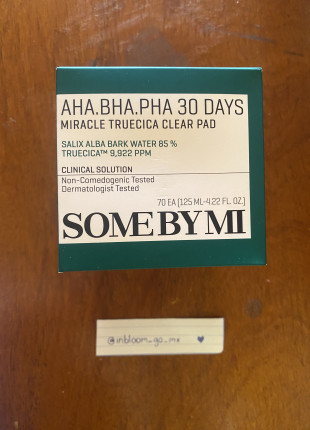 AHA.BHA.PHA 30 DAYS
MIRACLE TRUECICA CLEAR PAD
SALIX ALBA BARK WATER 85 %
TRUECICA™ 9,922 PPM
CLINICAL SOLUTION
Non-Comedogenic Tested
Dermatologist Tested
70 EA [125 ML-4.22 FL. OZ.]
SOME BY MI